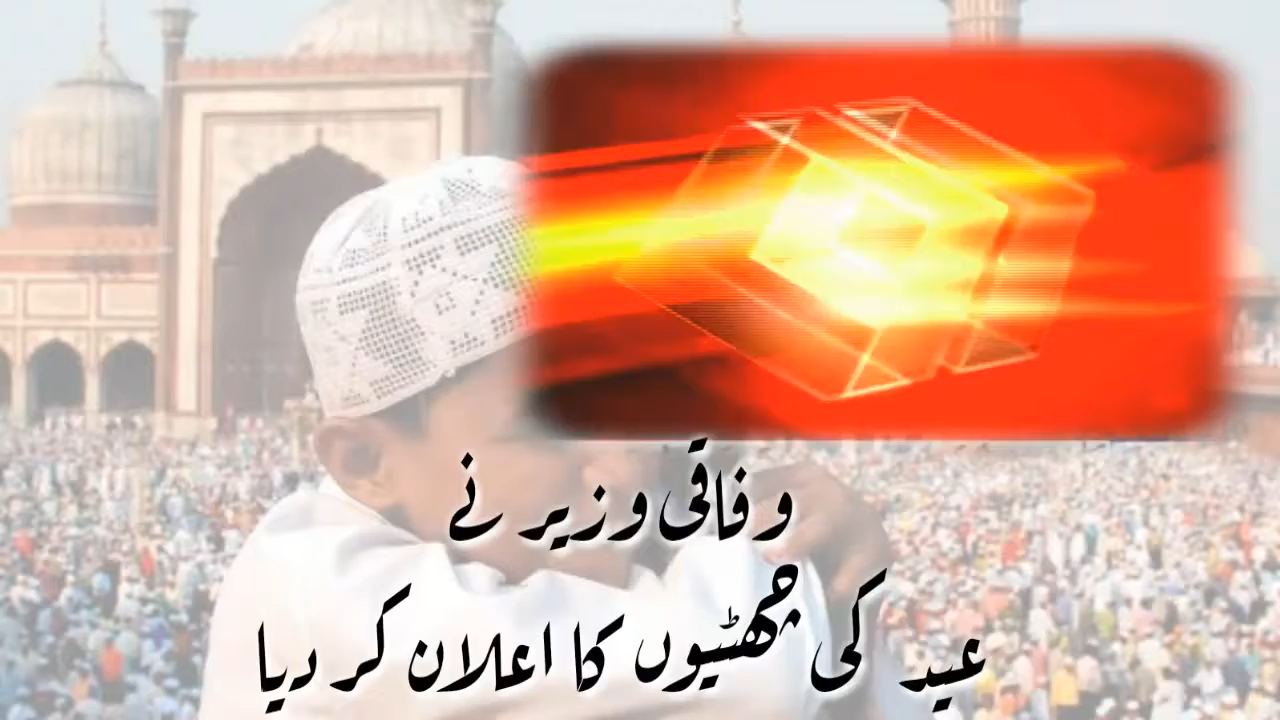 وفاقی وزیر نے
عید کی چھٹیوں کا اعلان کر دیا